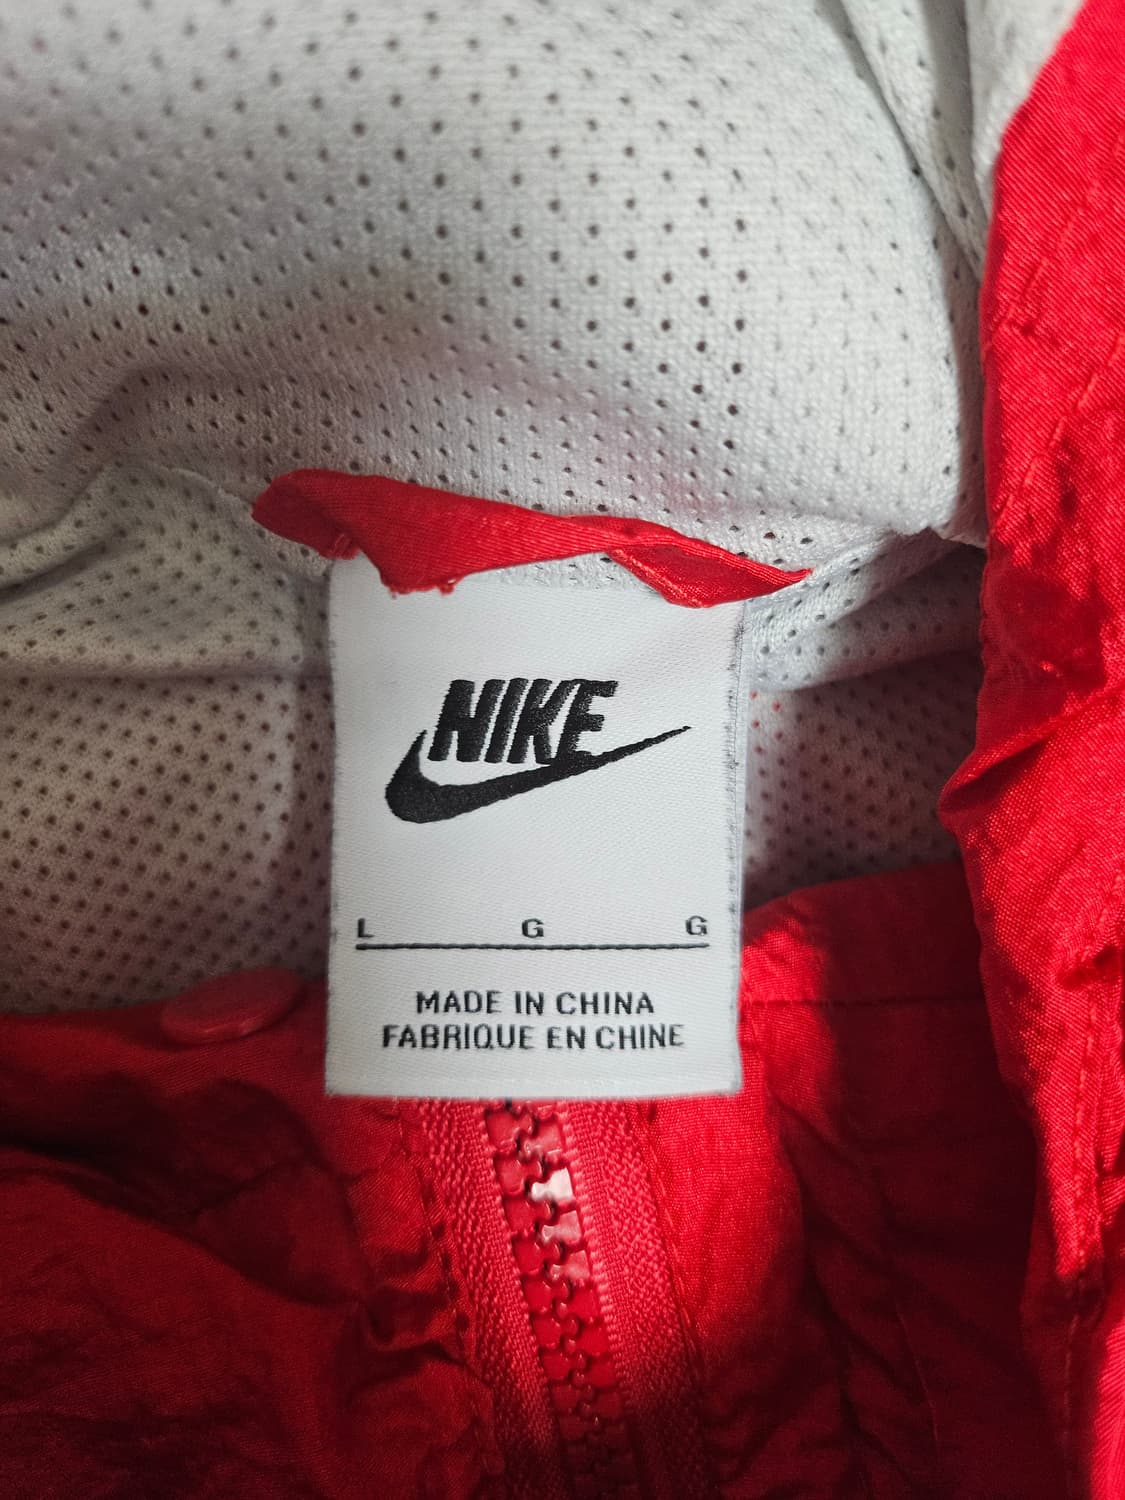 NIKE
L G G
MADE IN CHINA
FABRIQUE EN CHINE